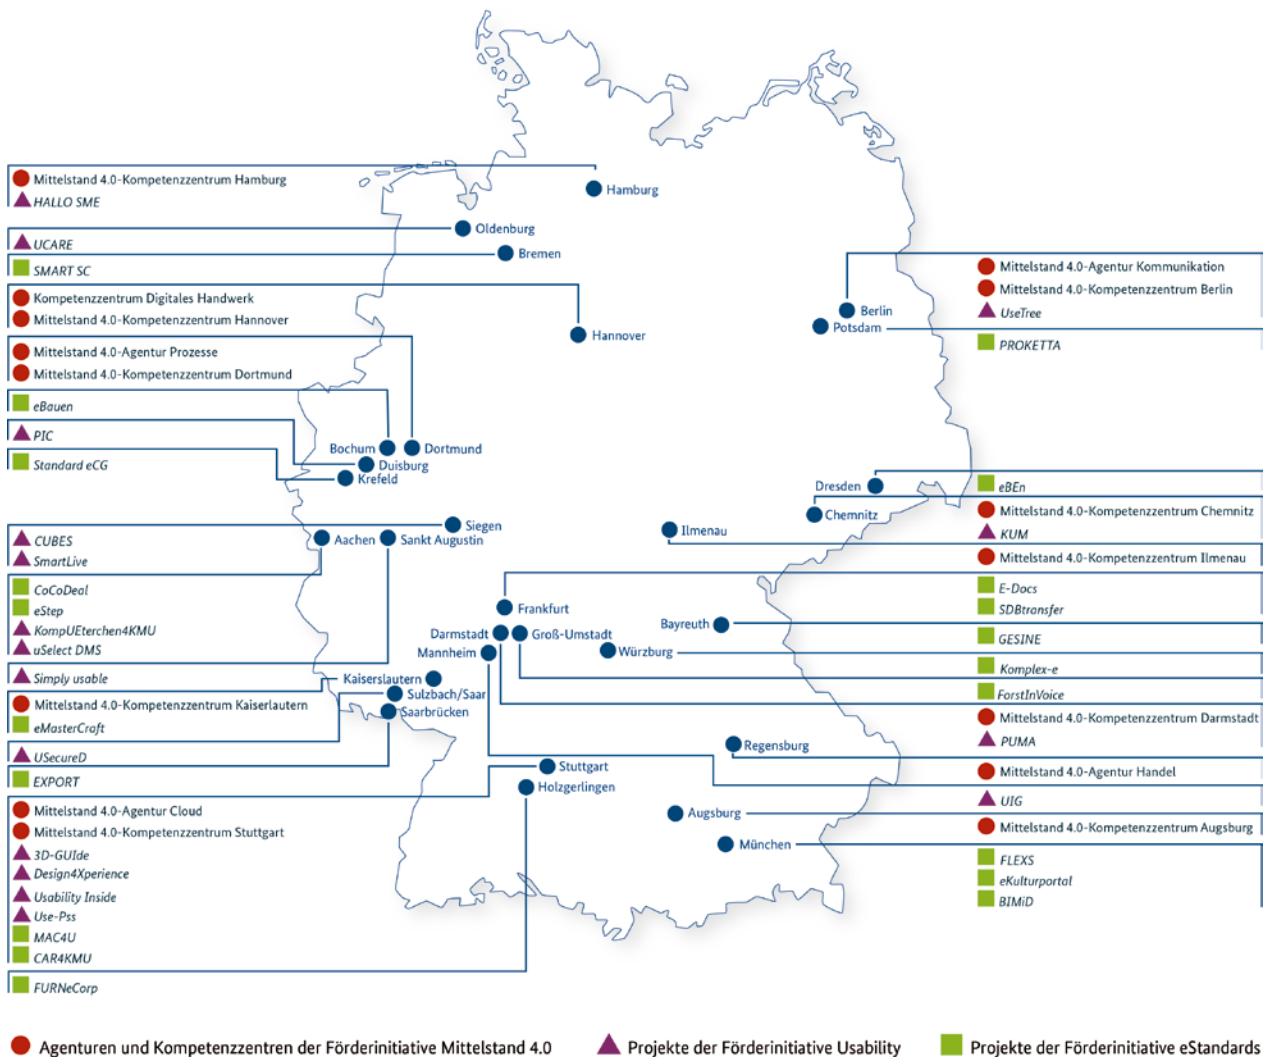 Mittelstand 4.0-Kompetenzzentrum Hamburg
HALLO SME
UCARE
SMART SC
Kompetenzzentrum Digitales Handwerk
Mittelstand 4.0-Kompetenzzentrum Hannover
Mittelstand 4.0-Agentur Prozesse
Mittelstand 4.0-Kompetenzzentrum Dortmund
eBauen
PIC
Standard eCG
CUBES
SmartLive
CoCoDeal
eStep
KompUEterchen4KMU
uSelect DMS
Simply usable
Mittelstand 4.0-Kompetenzzentrum Kaiserlautern
eMasterCraft
USecureD
EXPORT
Mittelstand 4.0-Agentur Cloud
Mittelstand 4.0-Kompetenzzentrum Stuttgart
3D-GUIde
Design4Xperience
Usability Inside
Use-Pss
MAC4U
CAR4KMU
FURNeCorp
Hamburg
Oldenburg
Bremen
Hannover
Berlin
Potsdam
Bochum
Dortmund
Duisburg
Krefeld
Dresden
Chemnitz
Ilmenau
Siegen
Aachen
Sankt Augustin
Frankfurt
Bayreuth
Darmstadt
Groß-Umstadt
Mannheim
Würzburg
Kaiserslautern
Sulzbach/Saar
Saarbrücken
Regensburg
Stuttgart
Holzgerlingen
Augsburg
München
Mittelstand 4.0-Agentur Kommunikation
Mittelstand 4.0-Kompetenzzentrum Berlin
UseTree
PROKETTA
eBEn
Mittelstand 4.0-Kompetenzzentrum Chemnitz
KUM
Mittelstand 4.0-Kompetenzzentrum Ilmenau
E-Docs
SDBtransfer
GESINE
Komplex-e
ForstInVoice
Mittelstand 4.0-Kompetenzzentrum Darmstadt
PUMA
Mittelstand 4.0-Agentur Handel
UIG
Mittelstand 4.0-Kompetenzzentrum Augsburg
FLEXS
eKulturportal
BIMiD
Agenturen und Kompetenzzentren der Förderinitiative Mittelstand 4.0
Projekte der Förderinitiative Usability
Projekte der Förderinitiative eStandards